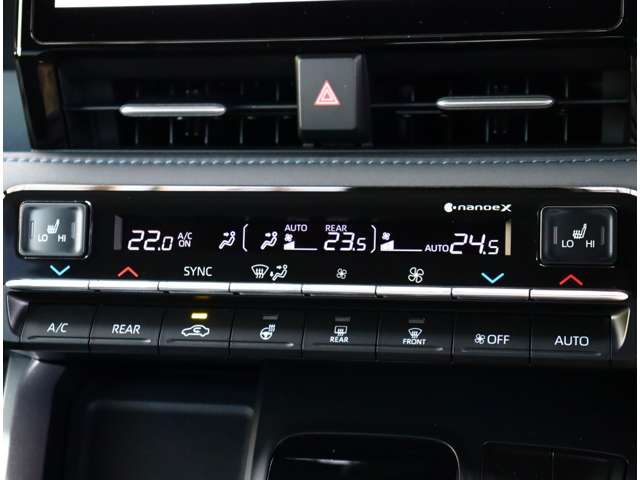 nanoeX
LO HI
22.0 A/C ON AUTO REAR 23.5 AUTO 24.5
LO HI
SYNC
A/C REAR REAR FRONT OFF AUTO